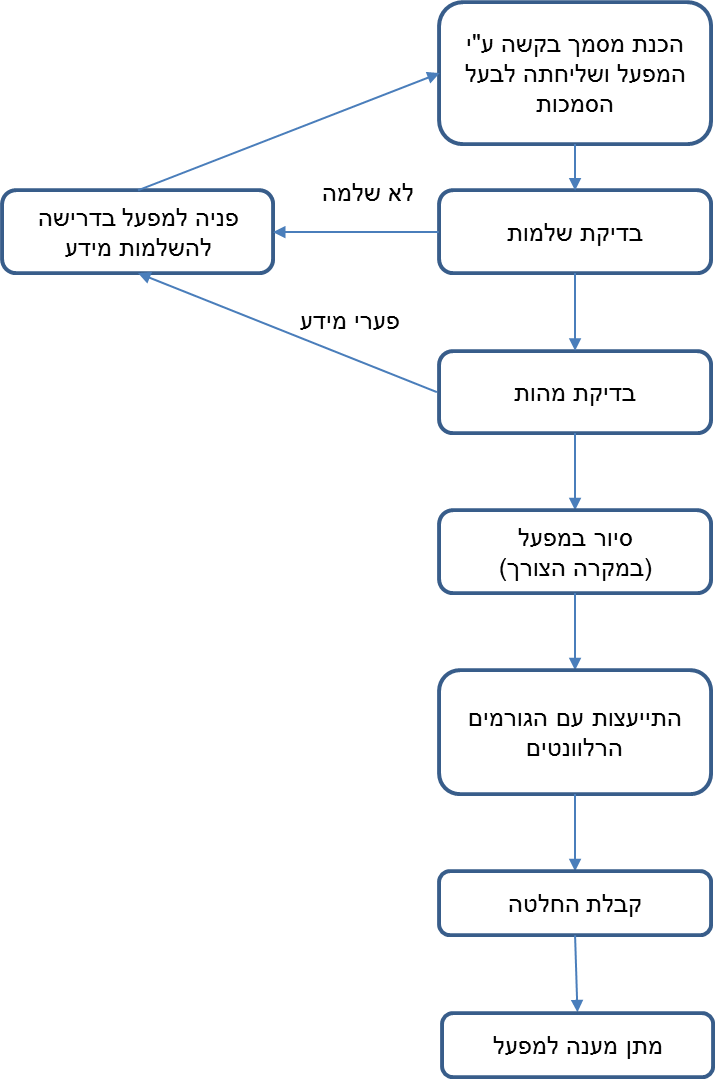 הכנת מסמך בקשה ע"י
המפעל ושליחתה לבעל
הסמכות
לא שלמה
בדיקת שלמות
פניה למפעל בדרישה
להשלמות מידע
פערי מידע
בדיקת מהות
סיור במפעל
(במקרה הצורך)
התייעצות עם הגורמים
הרלוונטים
קבלת החלטה
מתן מענה למפעל